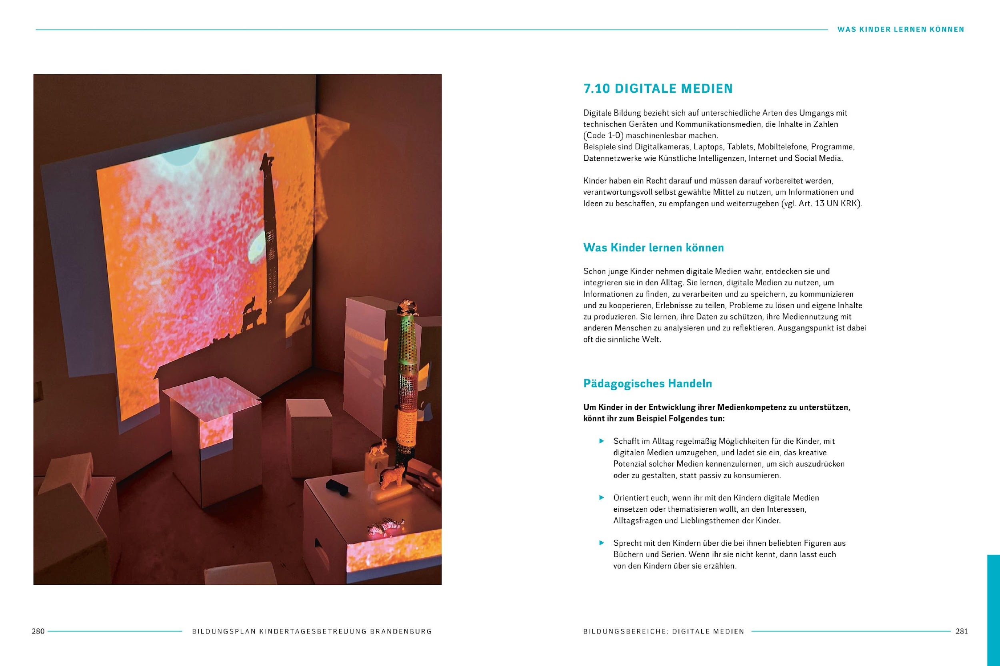 WAS KINDER LERNEN KÖNNEN
7.10 DIGITALE MEDIEN
Digitale Bildung bezieht sich auf unterschiedliche Arten des Umgangs mit
technischen Geräten und Kommunikationsmedien, die Inhalte in Zahlen
(Code 1-0) maschinenlesbar machen.
Beispiele sind Digitalkameras, Laptops, Tablets, Mobiltelefone, Programme,
Datennetzwerke wie Künstliche Intelligenzen, Internet und Social Media.
Kinder haben ein Recht darauf und müssen darauf vorbereitet werden,
verantwortungsvoll selbst gewählte Mittel zu nutzen, um Informationen und
Ideen zu beschaffen, zu empfangen und weiterzugeben (vgl. Art. 13 UN KRK).
Was Kinder lernen können
Schon junge Kinder nehmen digitale Medien wahr, entdecken sie und
integrieren sie in den Alltag. Sie lernen, digitale Medien zu nutzen, um
Informationen zu finden, zu verarbeiten und zu speichern, zu kommunizieren
und zu kooperieren, Erlebnisse zu teilen, Probleme zu lösen und eigene Inhalte
zu produzieren. Sie lernen, ihre Daten zu schützen, ihre Mediennutzung mit
anderen Menschen zu analysieren und zu reflektieren. Ausgangspunkt ist dabei
oft die sinnliche Welt.
Pädagogisches Handeln
Um Kinder in der Entwicklung ihrer Medienkompetenz zu unterstützen,
könnt ihr zum Beispiel Folgendes tun:
▶ Schafft im Alltag regelmäßig Möglichkeiten für die Kinder, mit
digitalen Medien umzugehen, und ladet sie ein, das kreative
Potenzial solcher Medien kennenzulernen, um sich auszudrücken
oder zu gestalten, statt passiv zu konsumieren.
▶ Orientiert euch, wenn ihr mit den Kindern digitale Medien
einsetzen oder thematisieren wollt, an den Interessen,
Alltagsfragen und Lieblingsthemen der Kinder.
▶ Sprecht mit den Kindern über die bei ihnen beliebten Figuren aus
Büchern und Serien. Wenn ihr sie nicht kennt, dann lasst euch
von den Kindern über sie erzählen.
280 BILDUNGSPLAN KINDERTAGESBETREUUNG BRANDENBURG
BILDUNGSBEREICHE: DIGITALE MEDIEN 281